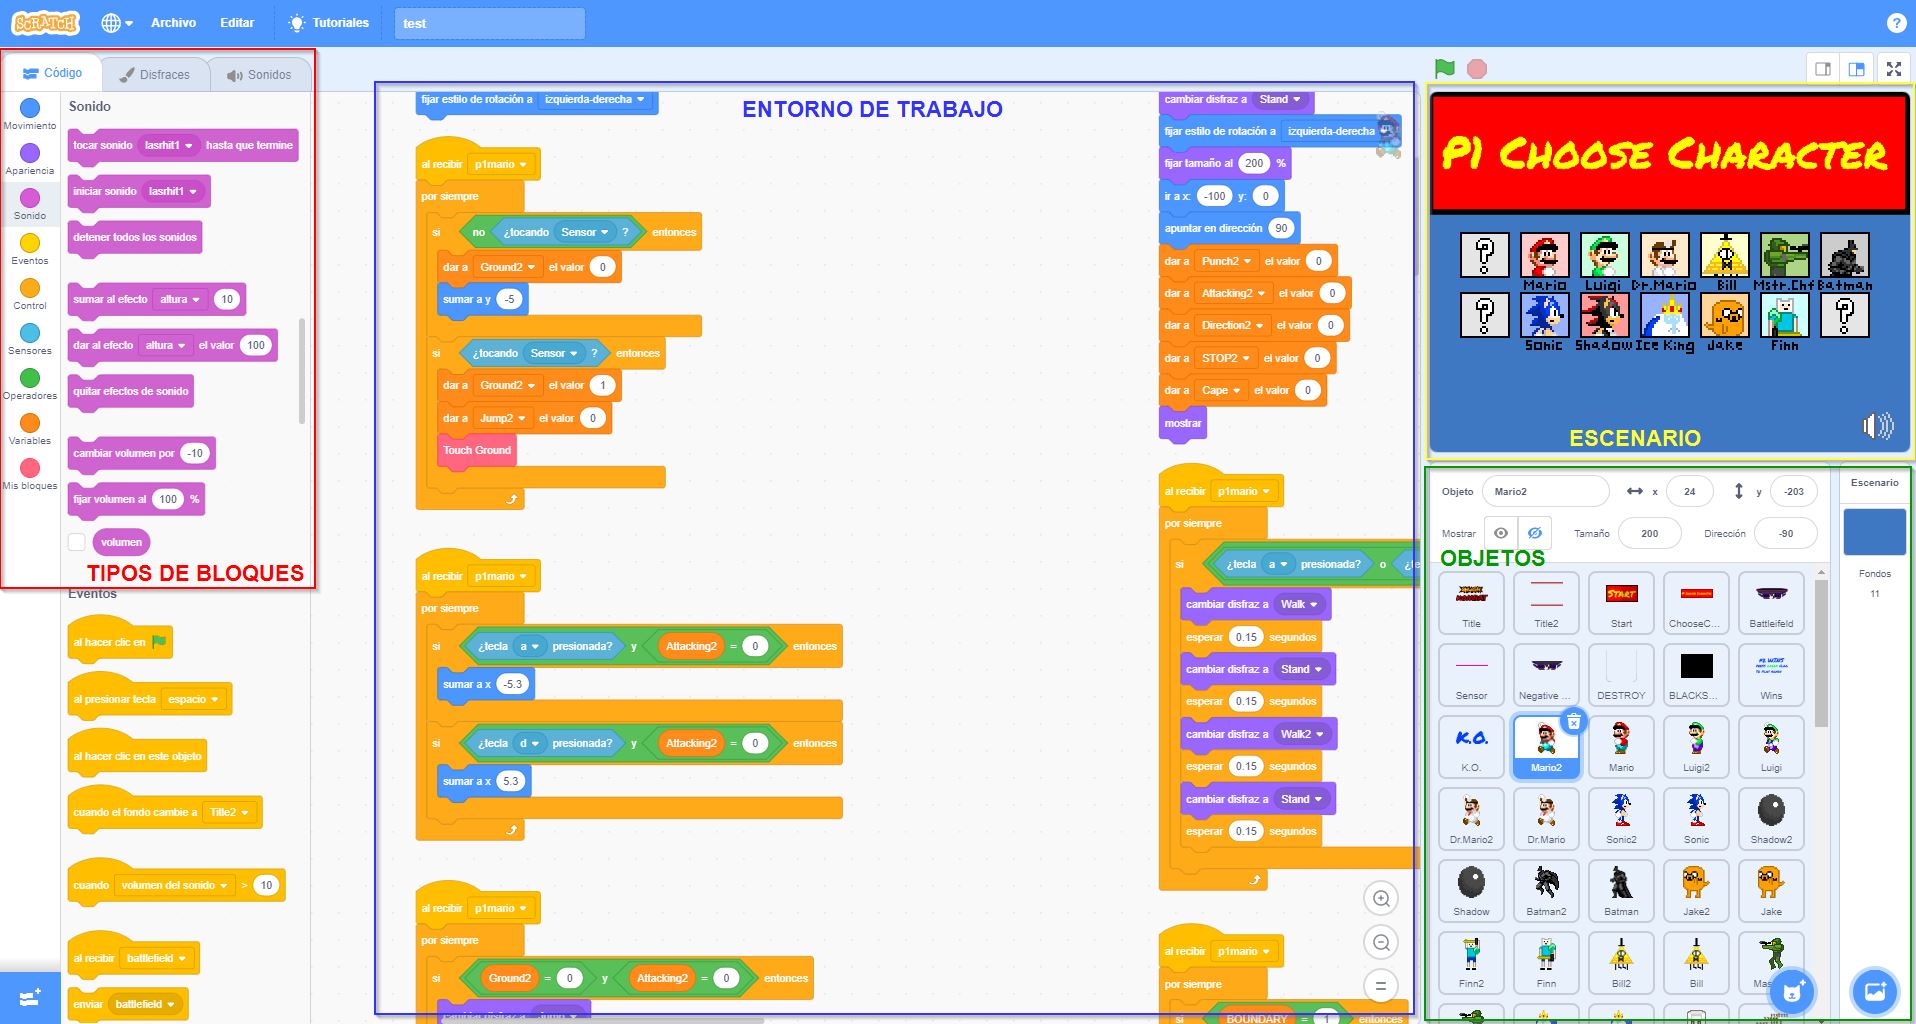 SCRATCH
Archivo
Editar
Tutoriales
test
?
Código
Disfraces
Sonidos
Movimiento
Apariencia
Sonido
Eventos
Control
Sensores
Operadores
Variables
Mis bloques
Sonido
tocar sonido lasrhit1 hasta que termine
iniciar sonido lasrhit1
detener todos los sonidos
sumar al efecto altura 10
dar al efecto altura el valor 100
quitar efectos de sonido
cambiar volumen por -10
fijar volumen al 100 %
volumen
TIPOS DE BLOQUES
Eventos
al hacer clic en
al presionar tecla espacio
al hacer clic en este objeto
cuando el fondo cambie a Title2
cuando volumen del sonido > 10
al recibir battlefield
enviar battlefield
ENTORNO DE TRABAJO
fijar estilo de rotación a izquierda-derecha
al recibir p1mario
por siempre
si no ¿tocando Sensor ? entonces
dar a Ground2 el valor 0
sumar a y -5
si ¿tocando Sensor ? entonces
dar a Ground2 el valor 1
dar a Jump2 el valor 0
Touch Ground
al recibir p1mario
por siempre
si ¿tecla a presionada? y Attacking2 = 0 entonces
sumar a x -5.3
si ¿tecla d presionada? y Attacking2 = 0 entonces
sumar a x 5.3
al recibir p1mario
por siempre
si Ground2 = 0 y Attacking2 = 0 entonces
cambiar disfraz a Jump
cambiar disfraz a Stand
fijar estilo de rotación a izquierda-derecha
fijar tamaño al 200 %
ir a x: -100 y: 0
apuntar en dirección 90
dar a Punch2 el valor 0
dar a Attacking2 el valor 0
dar a Direction2 el valor 0
dar a STOP2 el valor 0
dar a Cape el valor 0
mostrar
al recibir p1mario
por siempre
si ¿tecla a presionada? o ¿te
cambiar disfraz a Walk
esperar 0.15 segundos
cambiar disfraz a Stand
esperar 0.15 segundos
cambiar disfraz a Walk2
esperar 0.15 segundos
cambiar disfraz a Stand
esperar 0.15 segundos
al recibir p1mario
por siempre
si BOUNDARY = 1 entonces
P1 CHOOSE CHARACTER
? 
Mario Luigi Dr.Mario Bill Mstr.Chf Batman
? ?
Sonic Shadow Ice King Jake Finn
ESCENARIO
Objeto Mario2 x 24 y -203
Mostrar Tamaño 200 Dirección -90
OBJETOS
Title Title2 START Start ChooseC... Battleifeld
Sensor Negative ... DESTROY BLACKS... Wins
K.O.
K.O. Mario2 Mario Luigi2 Luigi
Dr.Mario2 Dr.Mario Sonic2 Sonic Shadow2
Shadow Batman2 Batman Jake2 Jake
Finn2 Finn Bill2 Bill Mas
Escenario
Fondos
11